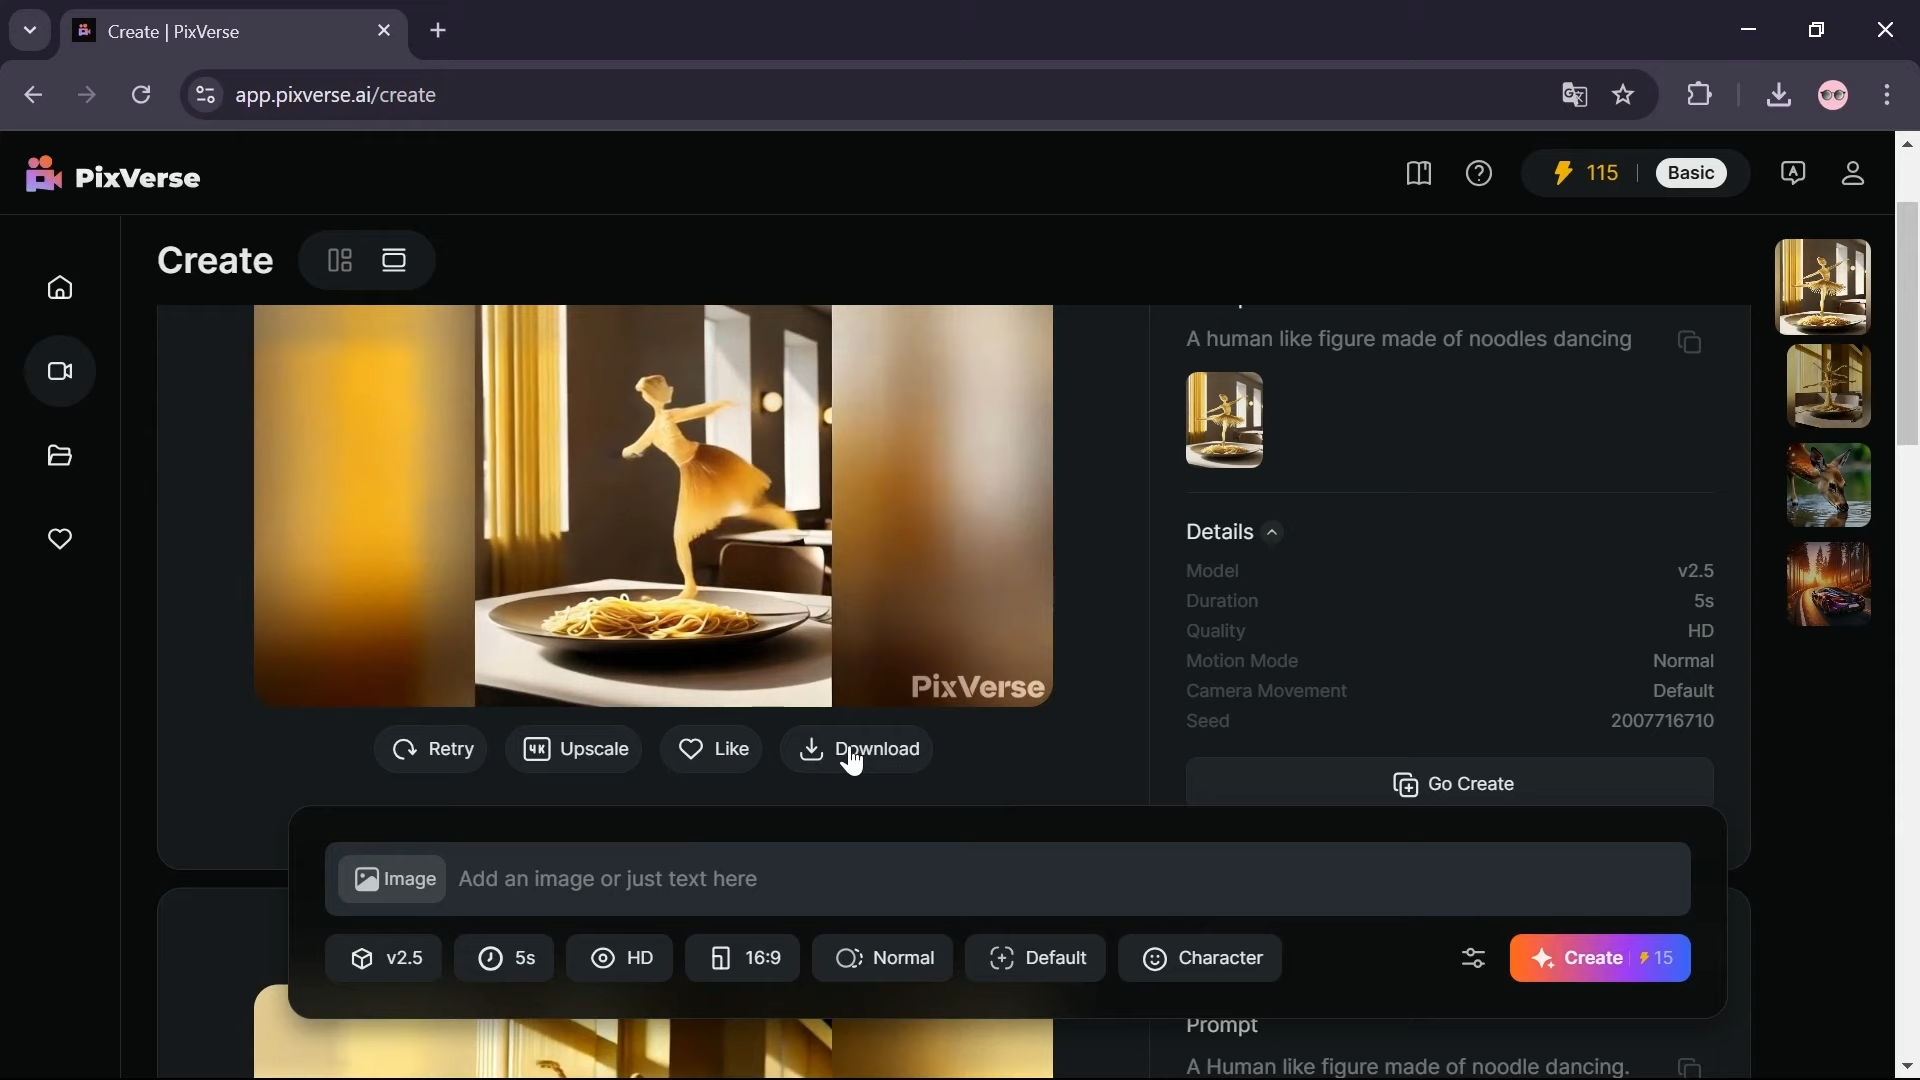 Create | PixVerse
app.pixverse.ai/create
PixVerse
115
Basic
Create
A human like figure made of noodles dancing
Details
Model v2.5
Duration 5s
Quality HD
Motion Mode Normal
Camera Movement Default
Seed 2007716710
PixVerse
Retry
4K Upscale
Like
Download
Go Create
Image
Add an image or just text here
v2.5
5s
HD
16:9
Normal
Default
Character
Create 15
Prompt
A Human like figure made of noodle dancing.